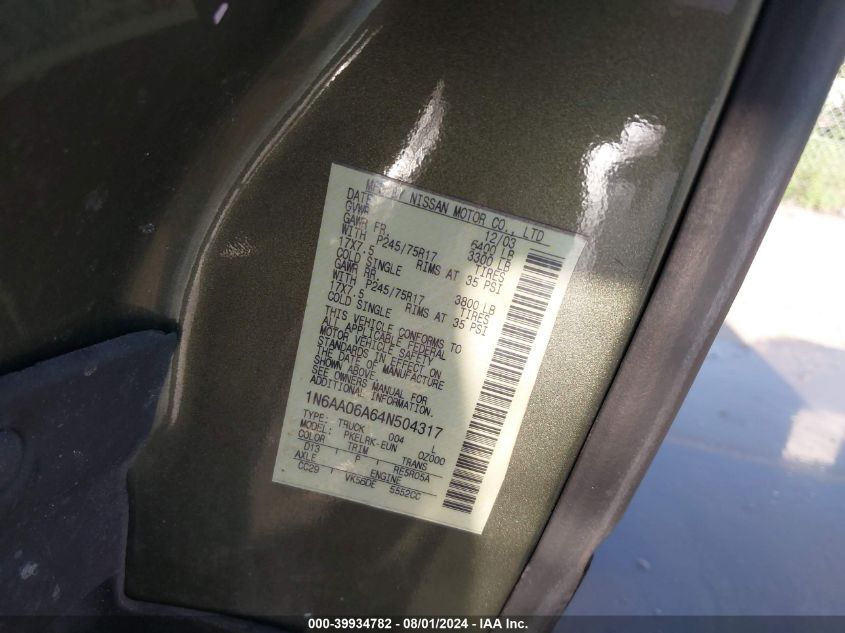 MFD BY NISSAN MOTOR CO., LTD
DATE 12/03
GVWR 6400 LB
GAWR FR. 3300 LB
WITH P245/75R17 TIRES
17X7.5 RIMS AT 35 PSI
COLD SINGLE
GAWR RR. 3800 LB
WITH P245/75R17 TIRES
17X7.5 RIMS AT 35 PSI
COLD SINGLE
THIS VEHICLE CONFORMS TO
ALL APPLICABLE FEDERAL
MOTOR VEHICLE SAFETY
STANDARDS IN EFFECT ON
THE DATE OF MANUFACTURE
SHOWN ABOVE.
SEE OWNERS MANUAL FOR
ADDITIONAL INFORMATION.
1N6AA06A64N504317
TYPE: TRUCK 004
MODEL: PKELRK-EUN 0Z000
COLOR TRIM TRANS
D13 P RE5R05A
AXLE ENGINE
CC29 VK56DE 5552CC
000-39934782 - 08/01/2024 - IAA Inc.